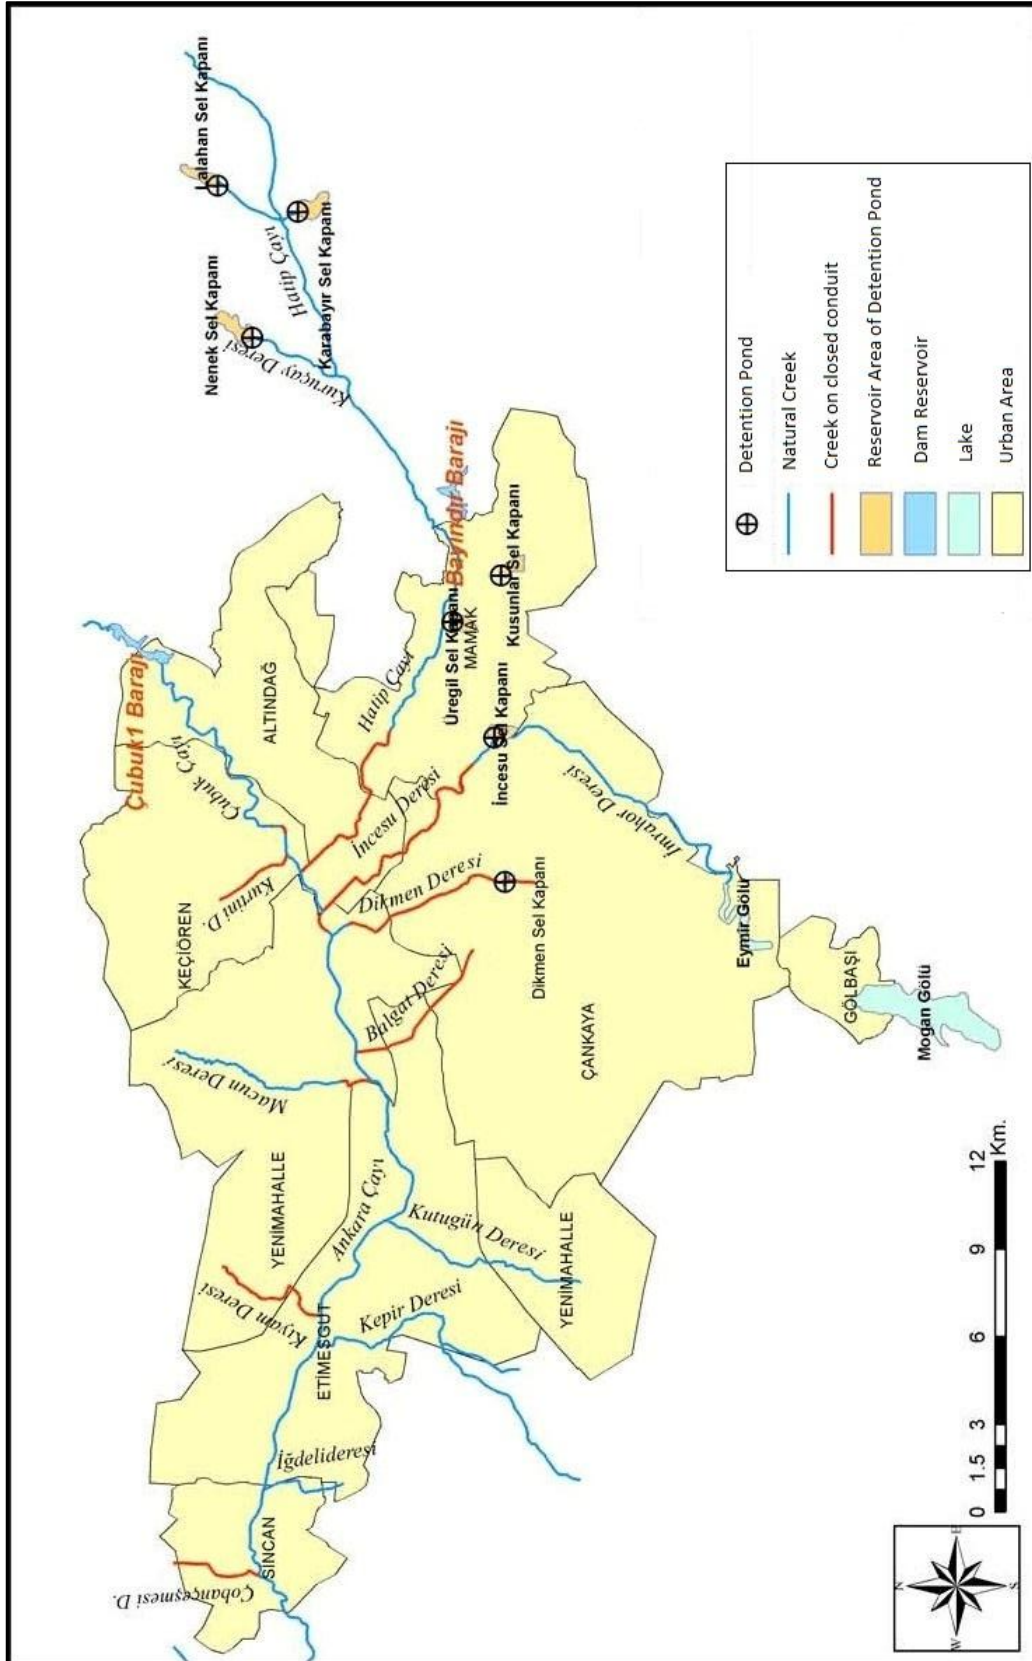 Lalahan Sel Kapanı
Nenek Sel Kapanı
Hatip Çayı
Karabayır Sel Kapanı
Kuruçay Deresi
Çubuk1 Barajı
Bayındır Barajı
Kusunlar Sel Kapanı
Üregil Sel Kapanı
MAMAK
ALTINDAĞ
Hatip Çayı
Çubuk Çayı
İncesu Sel Kapanı
İncesu Deresi
İmrahor Deresi
Kurtini D.
KEÇİÖREN
Dikmen Deresi
Dikmen Sel Kapanı
Eymir Gölü
GÖLBAŞI
Mogan Gölü
Balgat Deresi
ÇANKAYA
Macun Deresi
YENİMAHALLE
Ankara Çayı
Kutugün Deresi
YENİMAHALLE
Kıyam Deresi
ETİMESGUT
Kepir Deresi
İğdelideresi
SİNCAN
Çobançeşmesi D.
Detention Pond
Natural Creek
Creek on closed conduit
Reservoir Area of Detention Pond
Dam Reservoir
Lake
Urban Area
0 1.5 3 6 9 12
Km.
N
W E
S